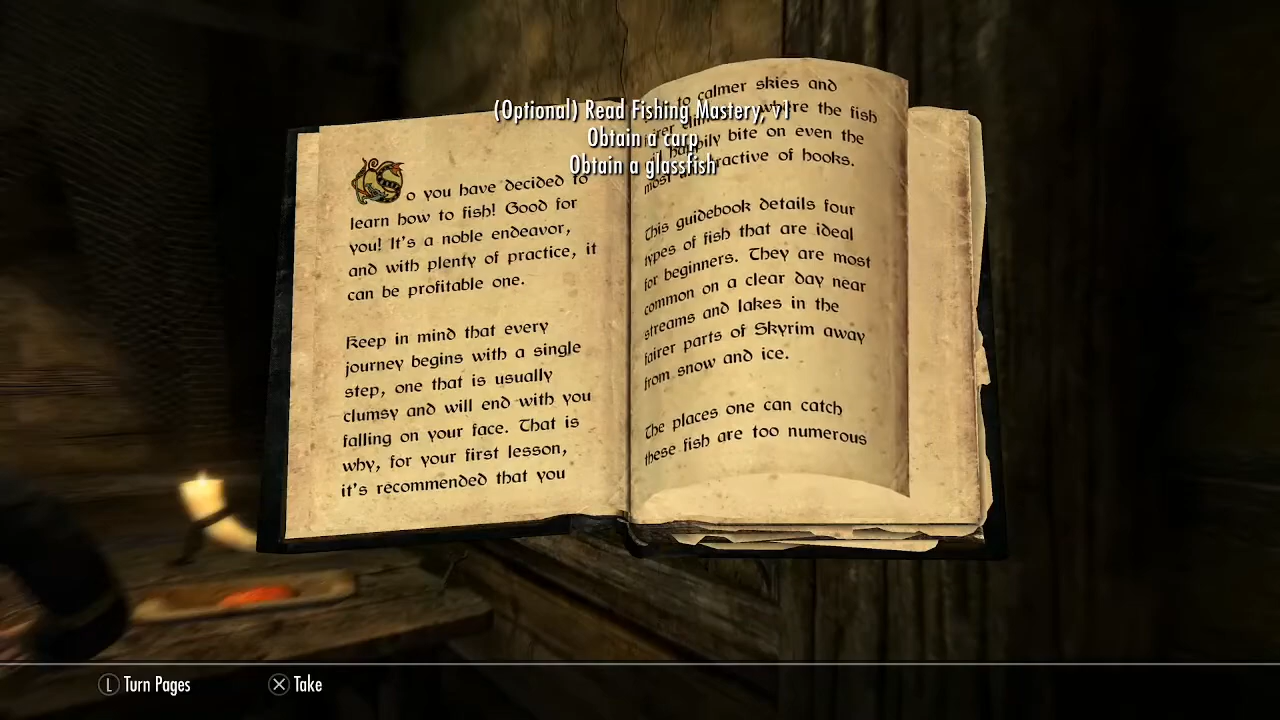 (Optional) Read Fishing Mastery, v1
Obtain a carp
Obtain a glassfish
So you have decided to
learn how to fish! Good for
you! It's a noble endeavor,
and with plenty of practice, it
can be profitable one.
Keep in mind that every
journey begins with a single
step, one that is usually
clumsy and will end with you
falling on your face. That is
why, for your first lesson,
it's recommended that you
to calmer skies and
where the fish
happily bite on even the
most of hooks.
This guidebook details four
types of fish that are ideal
for beginners. They are most
common on a clear day near
streams and lakes in the
fairer parts of Skyrim away
from snow and ice.
The places one can catch
these fish are too numerous
L Turn Pages
X Take